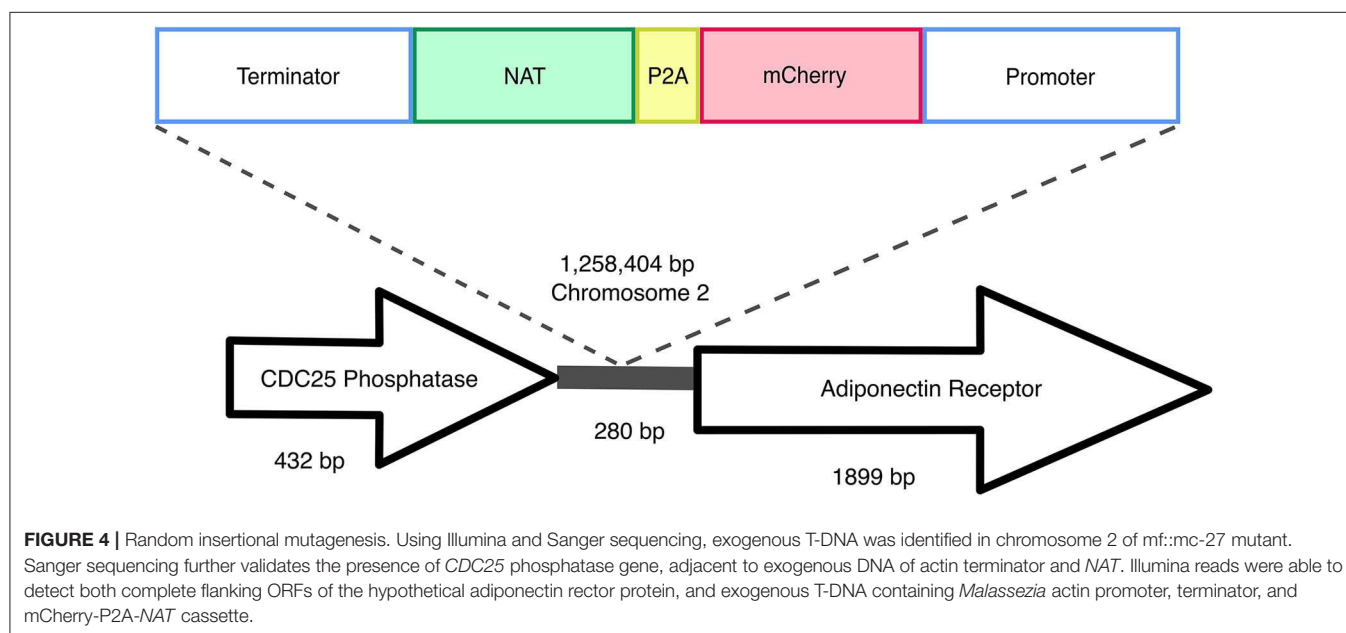 Terminator NAT P2A mCherry Promoter
1,258,404 bp
Chromosome 2
CDC25 Phosphatase
Adiponectin Receptor
280 bp
432 bp
1899 bp
FIGURE 4 | Random insertional mutagenesis. Using Illumina and Sanger sequencing, exogenous T-DNA was identified in chromosome 2 of mf::mc-27 mutant.
Sanger sequencing further validates the presence of CDC25 phosphatase gene, adjacent to exogenous DNA of actin terminator and NAT. Illumina reads were able to
detect both complete flanking ORFs of the hypothetical adiponectin rector protein, and exogenous T-DNA containing Malassezia actin promoter, terminator, and
mCherry-P2A-NAT cassette.